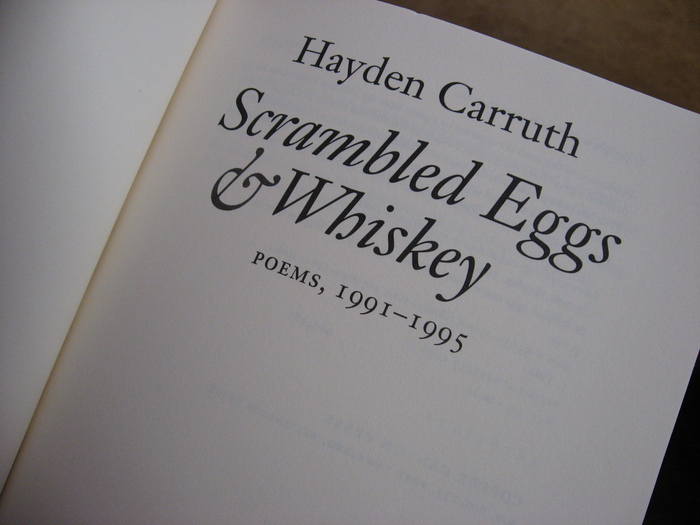 Hayden Carruth
Scrambled Eggs
& Whiskey
POEMS, 1991–1995